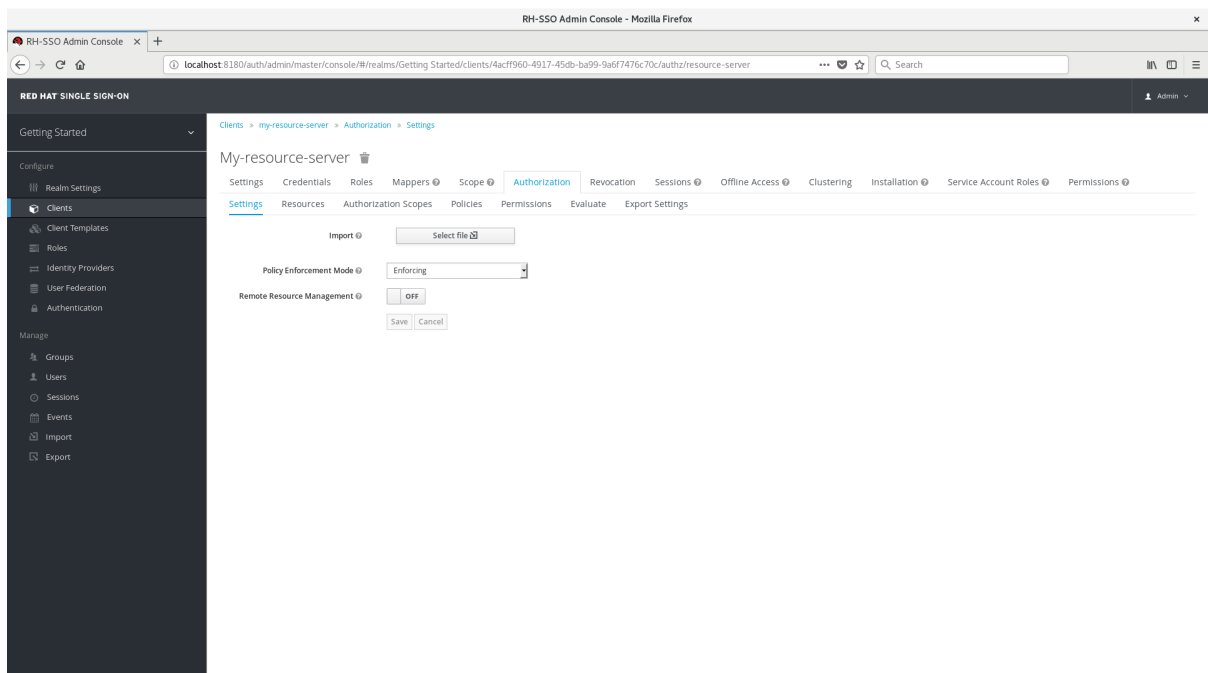 RH-SSO Admin Console - Mozilla Firefox
RH-SSO Admin Console
localhost:8180/auth/admin/master/console/#/realms/Getting Started/clients/4acff960-4917-45db-ba99-9a6f7476c70c/authz/resource-server
Search
RED HAT SINGLE SIGN-ON
Admin
Getting Started
Configure
Realm Settings
Clients
Client Templates
Roles
Identity Providers
User Federation
Authentication
Manage
Groups
Users
Sessions
Events
Import
Export
Clients » my-resource-server » Authorization » Settings
My-resource-server
Settings Credentials Roles Mappers Scope Authorization Revocation Sessions Offline Access Clustering Installation Service Account Roles Permissions
Settings Resources Authorization Scopes Policies Permissions Evaluate Export Settings
Import Select file
Policy Enforcement Mode Enforcing
Remote Resource Management OFF
Save Cancel